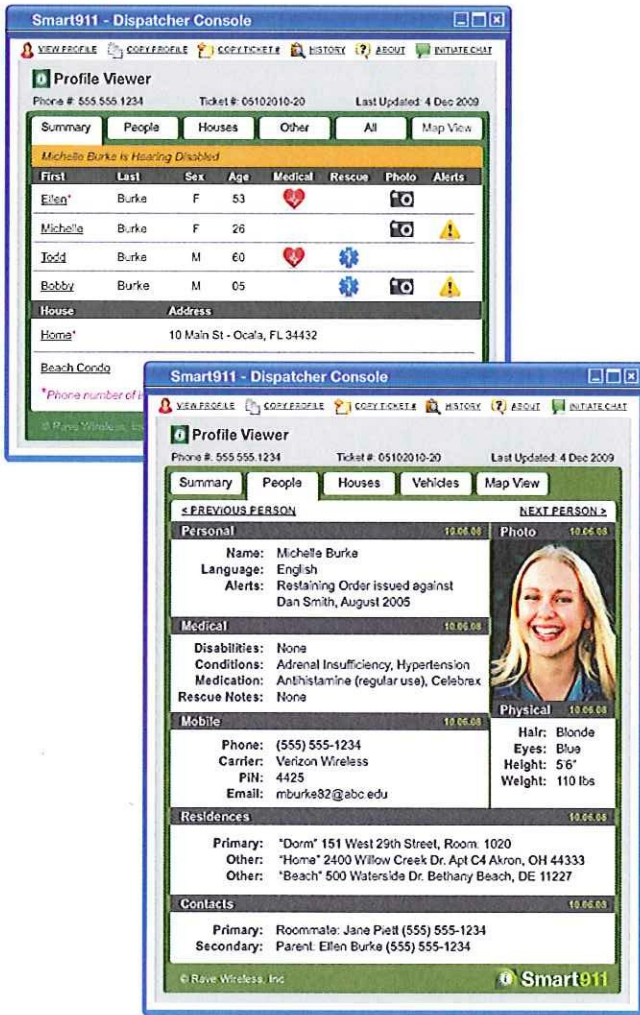 Smart911 - Dispatcher Console
VIEW PROFILE COPY PROFILE COPY TICKET # HISTORY ABOUT INITIATE CHAT
Profile Viewer
Phone #: 555.555.1234 Ticket #: 05102010-20 Last Updated: 4 Dec 2009
Summary People Houses Other All Map View
Michelle Burke is Hearing Disabled
First Last Sex Age Medical Rescue Photo Alerts
Ellen* Burke F 53
Michelle Burke F 26
Todd Burke M 60
Bobby Burke M 05
House Address
Home* 10 Main St - Ocala, FL 34432
Beach Condo
*Phone number of
© Rave Wireless, Inc
Smart911 - Dispatcher Console
VIEW PROFILE COPY PROFILE COPY TICKET # HISTORY ABOUT INITIATE CHAT
Profile Viewer
Phone #: 555.555.1234 Ticket #: 05102010-20 Last Updated: 4 Dec 2009
Summary People Houses Vehicles Map View
< PREVIOUS PERSON NEXT PERSON >
Personal 10.06.08 Photo 10.06.08
Name: Michelle Burke
Language: English
Alerts: Restaining Order issued against
Dan Smith, August 2005
Medical 10.06.08
Disabilities: None
Conditions: Adrenal Insufficiency, Hypertension
Medication: Antihistamine (regular use), Celebrex
Rescue Notes: None
Physical 10.06.08
Hair: Blonde
Eyes: Blue
Height: 5'6"
Weight: 110 lbs
Mobile 10.06.08
Phone: (555) 555-1234
Carrier: Verizon Wireless
PIN: 4425
Email: mburke82@abc.edu
Residences 10.06.08
Primary: "Dorm" 151 West 29th Street, Room: 1020
Other: "Home" 2400 Willow Creek Dr. Apt C4 Akron, OH 44333
Other: "Beach" 500 Waterside Dr. Bethany Beach, DE 11227
Contacts 10.06.08
Primary: Roommate: Jane Piett (555) 555-1234
Secondary: Parent: Ellen Burke (555) 555-1234
© Rave Wireless, Inc Smart911